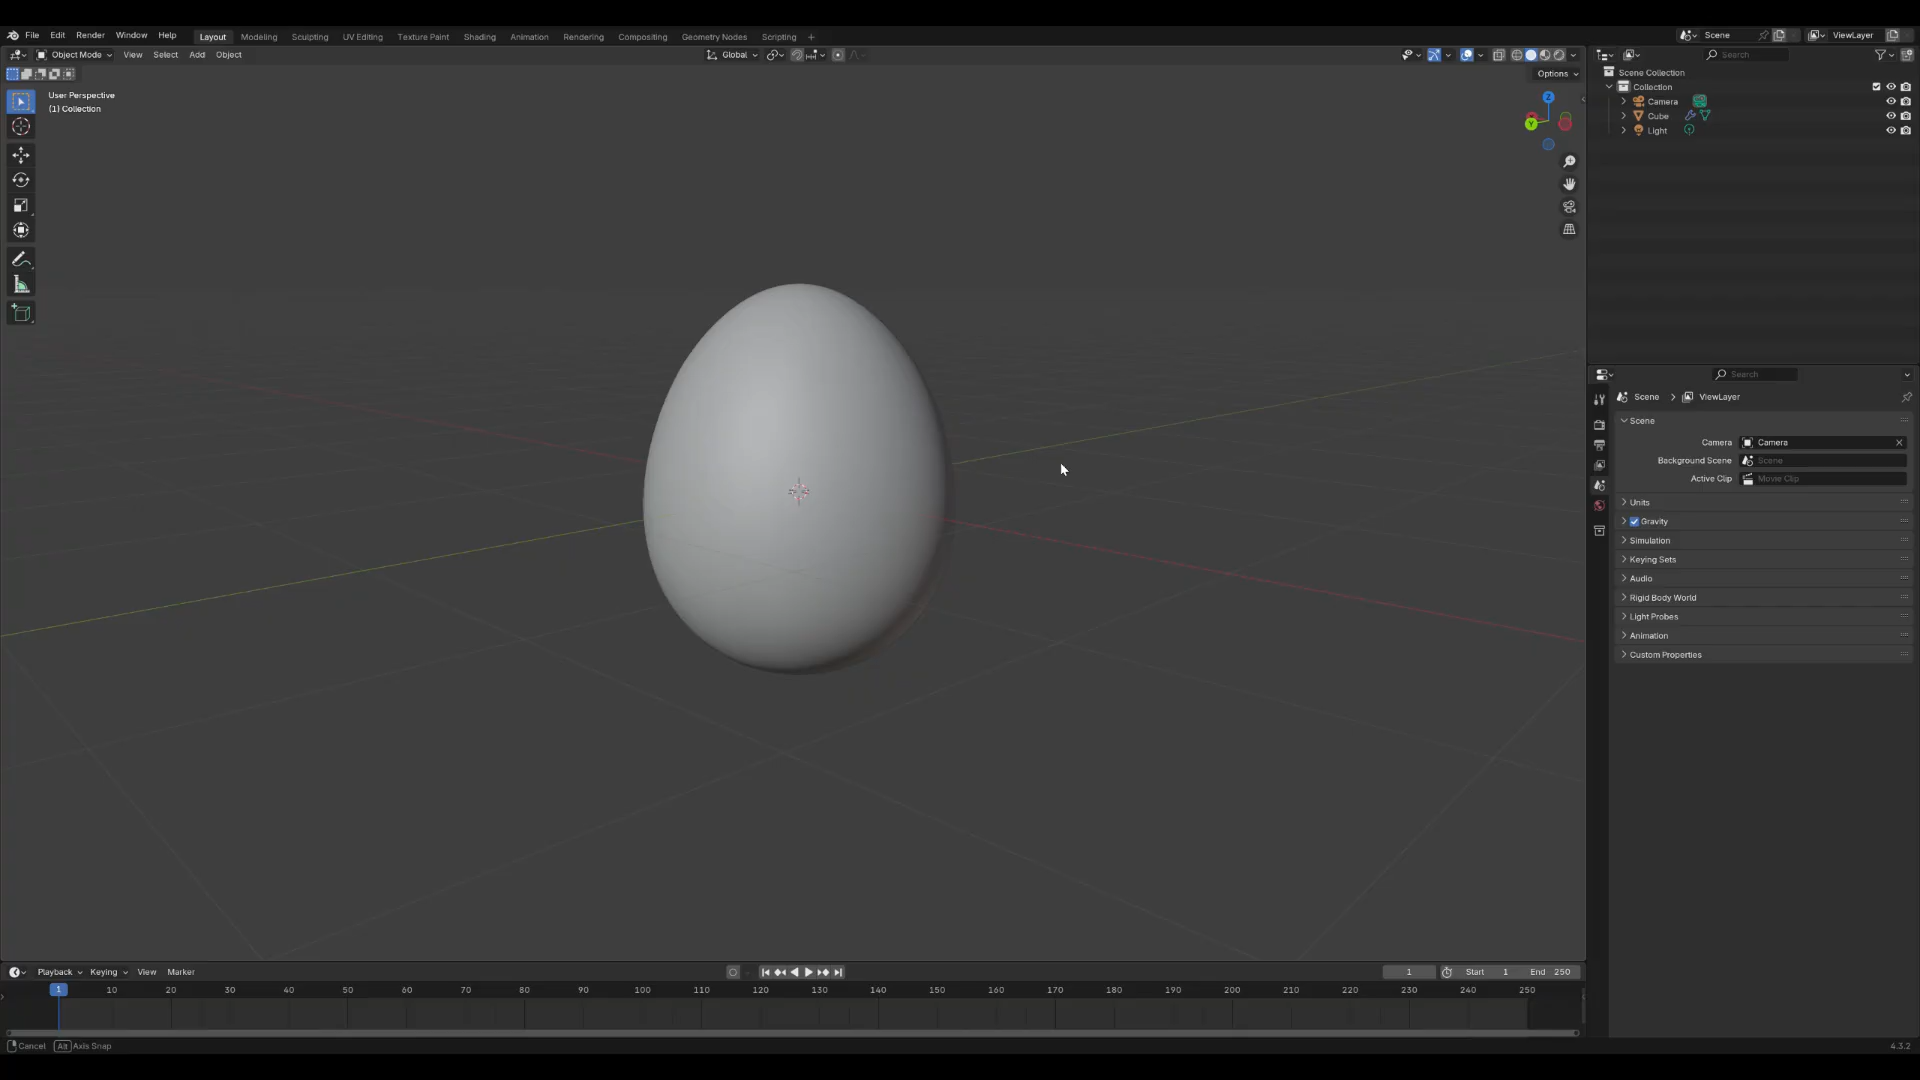 File Edit Render Window Help Layout Modeling Sculpting UV Editing Texture Paint Shading Animation Rendering Compositing Geometry Nodes Scripting + Scene ViewLayer
Object Mode View Select Add Object Global Search
Options
User Perspective
(1) Collection
Z
Y
Scene Collection
Collection
Camera
Cube
Light
Search
Scene ViewLayer
Scene
Camera Camera
Background Scene Scene
Active Clip Movie Clip
Units
Gravity
Simulation
Keying Sets
Audio
Rigid Body World
Light Probes
Animation
Custom Properties
Playback Keying View Marker 1 Start 1 End 250
1 10 20 30 40 50 60 70 80 90 100 110 120 130 140 150 160 170 180 190 200 210 220 230 240 250
Cancel Alt Axis Snap 4.3.2